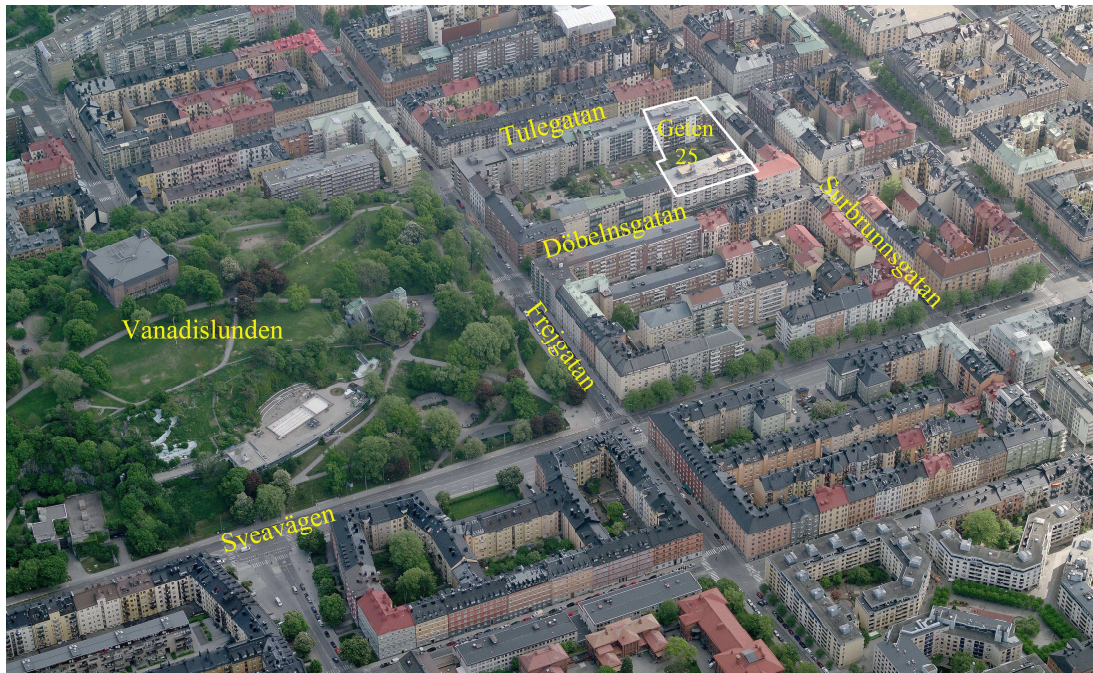 Tulegatan
Geten
25
Surbrunnsgatan
Döbelnsgatan
Frejgatan
Vanadislunden
Sveavägen